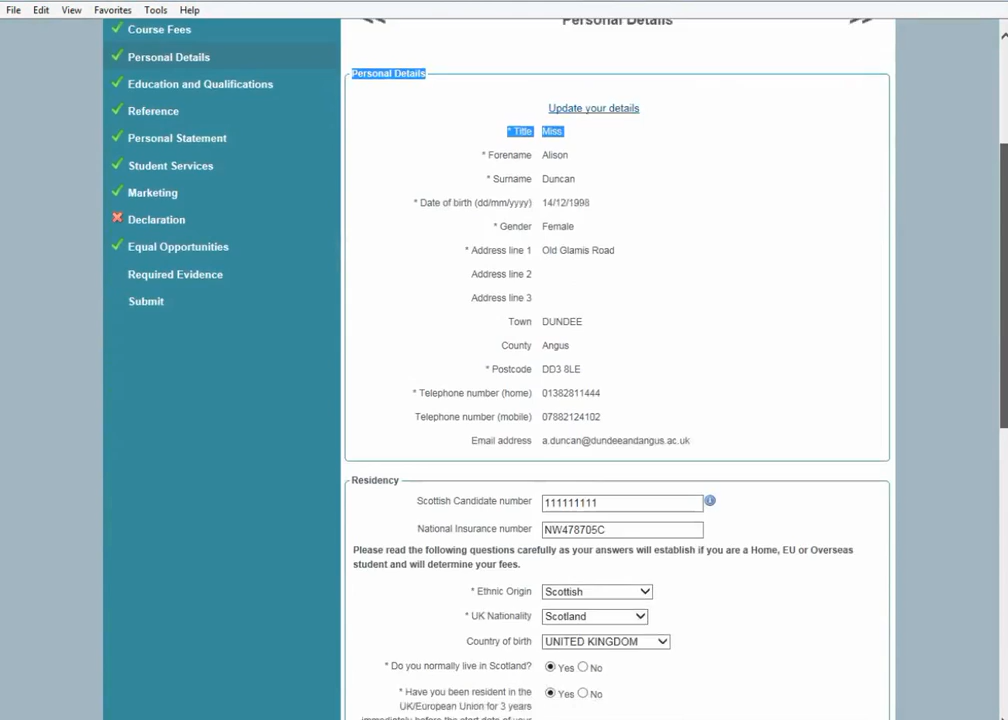 File Edit View Favorites Tools Help
Course Fees
Personal Details
Education and Qualifications
Reference
Personal Statement
Student Services
Marketing
Declaration
Equal Opportunities
Required Evidence
Submit
<< Personal Details >>
Personal Details
Update your details
* Title Miss
* Forename Alison
* Surname Duncan
* Date of birth (dd/mm/yyyy) 14/12/1998
* Gender Female
* Address line 1 Old Glamis Road
Address line 2
Address line 3
Town DUNDEE
County Angus
* Postcode DD3 8LE
* Telephone number (home) 01382811444
Telephone number (mobile) 07882124102
Email address a.duncan@dundeeandangus.ac.uk
Residency
Scottish Candidate number 111111111
National Insurance number NW478705C
Please read the following questions carefully as your answers will establish if you are a Home, EU or Overseas
student and will determine your fees.
* Ethnic Origin Scottish
* UK Nationality Scotland
Country of birth UNITED KINGDOM
* Do you normally live in Scotland? Yes No
* Have you been resident in the Yes No
UK/European Union for 3 years
immediately before the start date of your